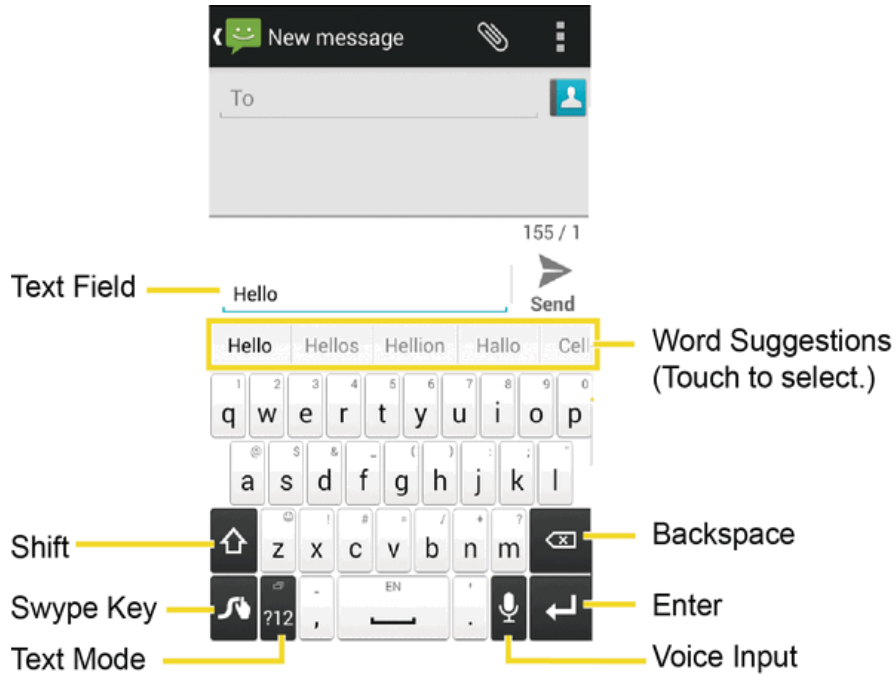 New message
To
155 / 1
Text Field
Hello
Send
Hello Hellos Hellion Hallo Cell
Word Suggestions
(Touch to select.)
1 2 3 4 5 6 7 8 9 0
q w e r t y u i o p
@ $ & _ ( ) : ; "
a s d f g h j k l
Shift
! # = / + ?
z x c v b n m
Backspace
Swype Key
?12
- ,
EN
' .
Enter
Text Mode
Voice Input